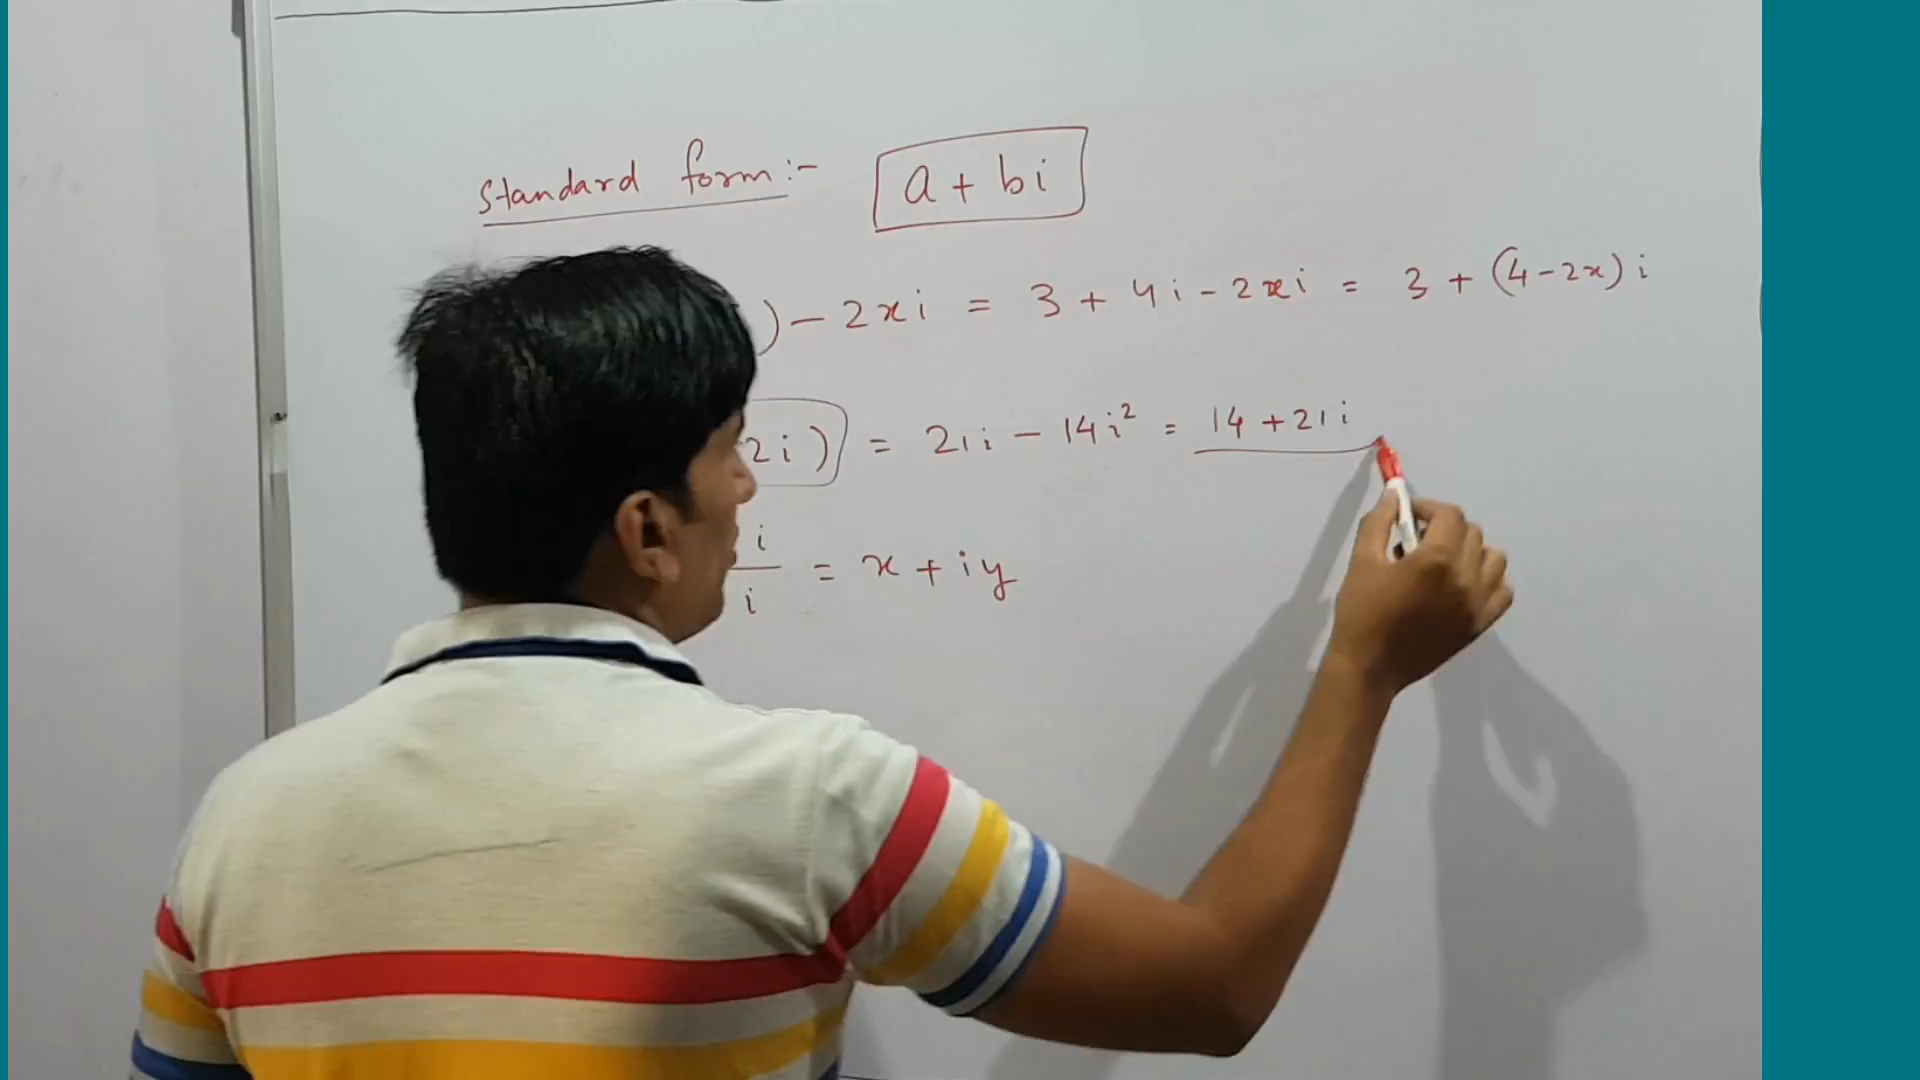 Standard form:- a + bi
) - 2xi = 3 + 4i - 2xi = 3 + (4-2x)i
2i) = 21i - 14i² = 14 + 21i
i/i = x + iy